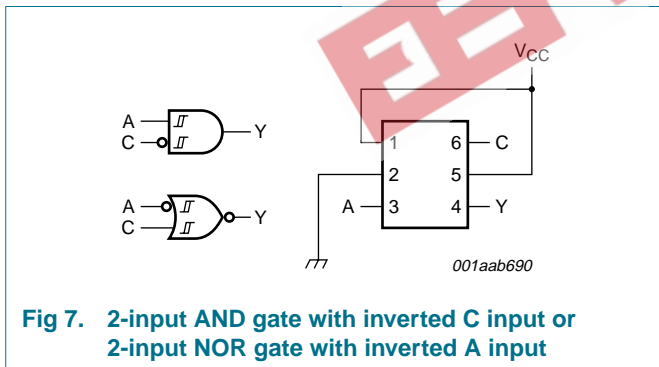 VCC
A
C
Y
1 6 C
2 5
A 3 4 Y
A
C
Y
001aab690
Fig 7. 2-input AND gate with inverted C input or
2-input NOR gate with inverted A input